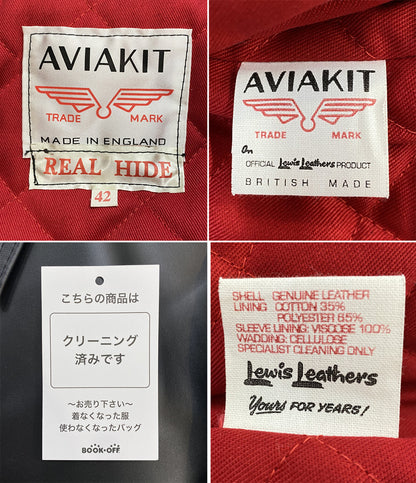 AVIAKIT
TRADE MARK
MADE IN ENGLAND
REAL HIDE
42
AVIAKIT
TRADE MARK
An
OFFICIAL Lewis Leathers PRODUCT
BRITISH MADE
こちらの商品は
クリーニング
済みです
～お売り下さい～
着なくなった服
使わなくなったバッグ
BOOK・OFF
SHELL GENUINE LEATHER
LINING COTTON 35%
POLYESTER 65%
SLEEVE LINING: VISCOSE 100%
WADDING: CELLULOSE
SPECIALIST CLEANING ONLY
Lewis Leathers
Yours FOR YEARS!